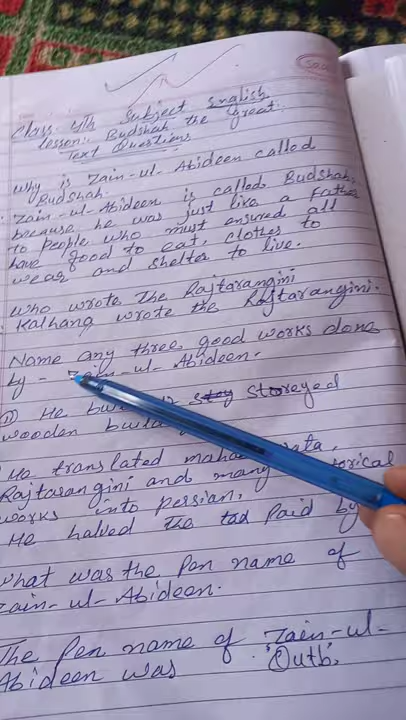 Class 4th Subject English
lesson: Budshah the great.
Text Questions
Why is Zain-ul-Abideen called
Budshah.
Zain-ul-Abideen is called Budshah,
because he was just like a Father
to people who must ensured all
have good to eat, clothes to
wear and shelter to live.
who wrote the Rajtarangini
Kalhang wrote the Rajtarangini.
Name any three good works done
by - Zain-ul-Abideen.
He storeyed
wooden
He translated
Rajtarangini and many
works into persian,
He halved the tax Paid by
what was the Pen name of
Zain-ul-Abideen.
The Pen name of Zain-ul-
Abideen was 'Qutb,